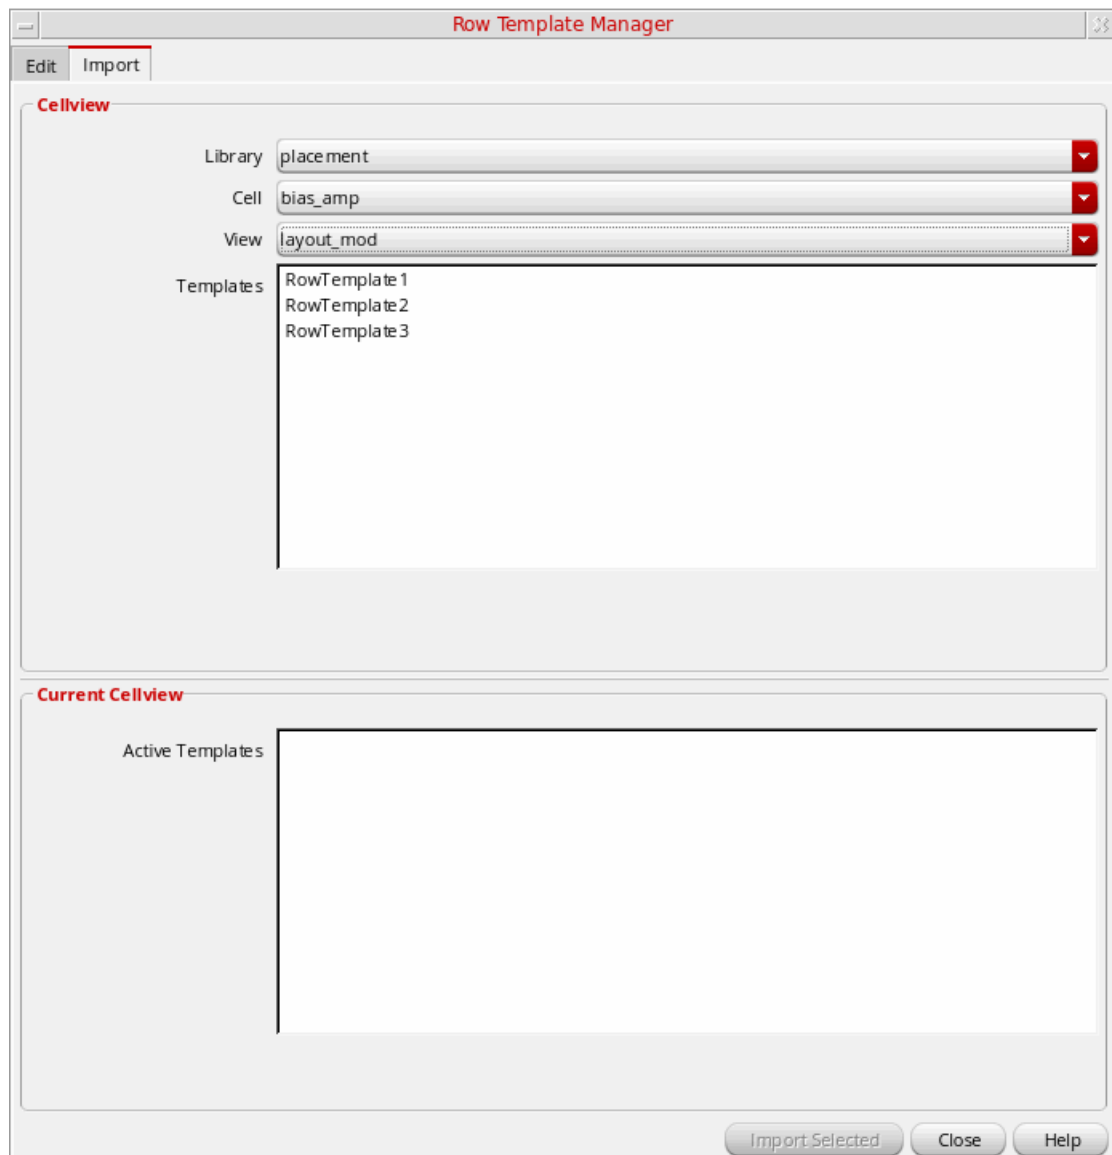 Row Template Manager
Edit Import
Cellview
Library placement
Cell bias_amp
View layout_mod
Templates RowTemplate1
RowTemplate2
RowTemplate3
Current Cellview
Active Templates
Import Selected Close Help